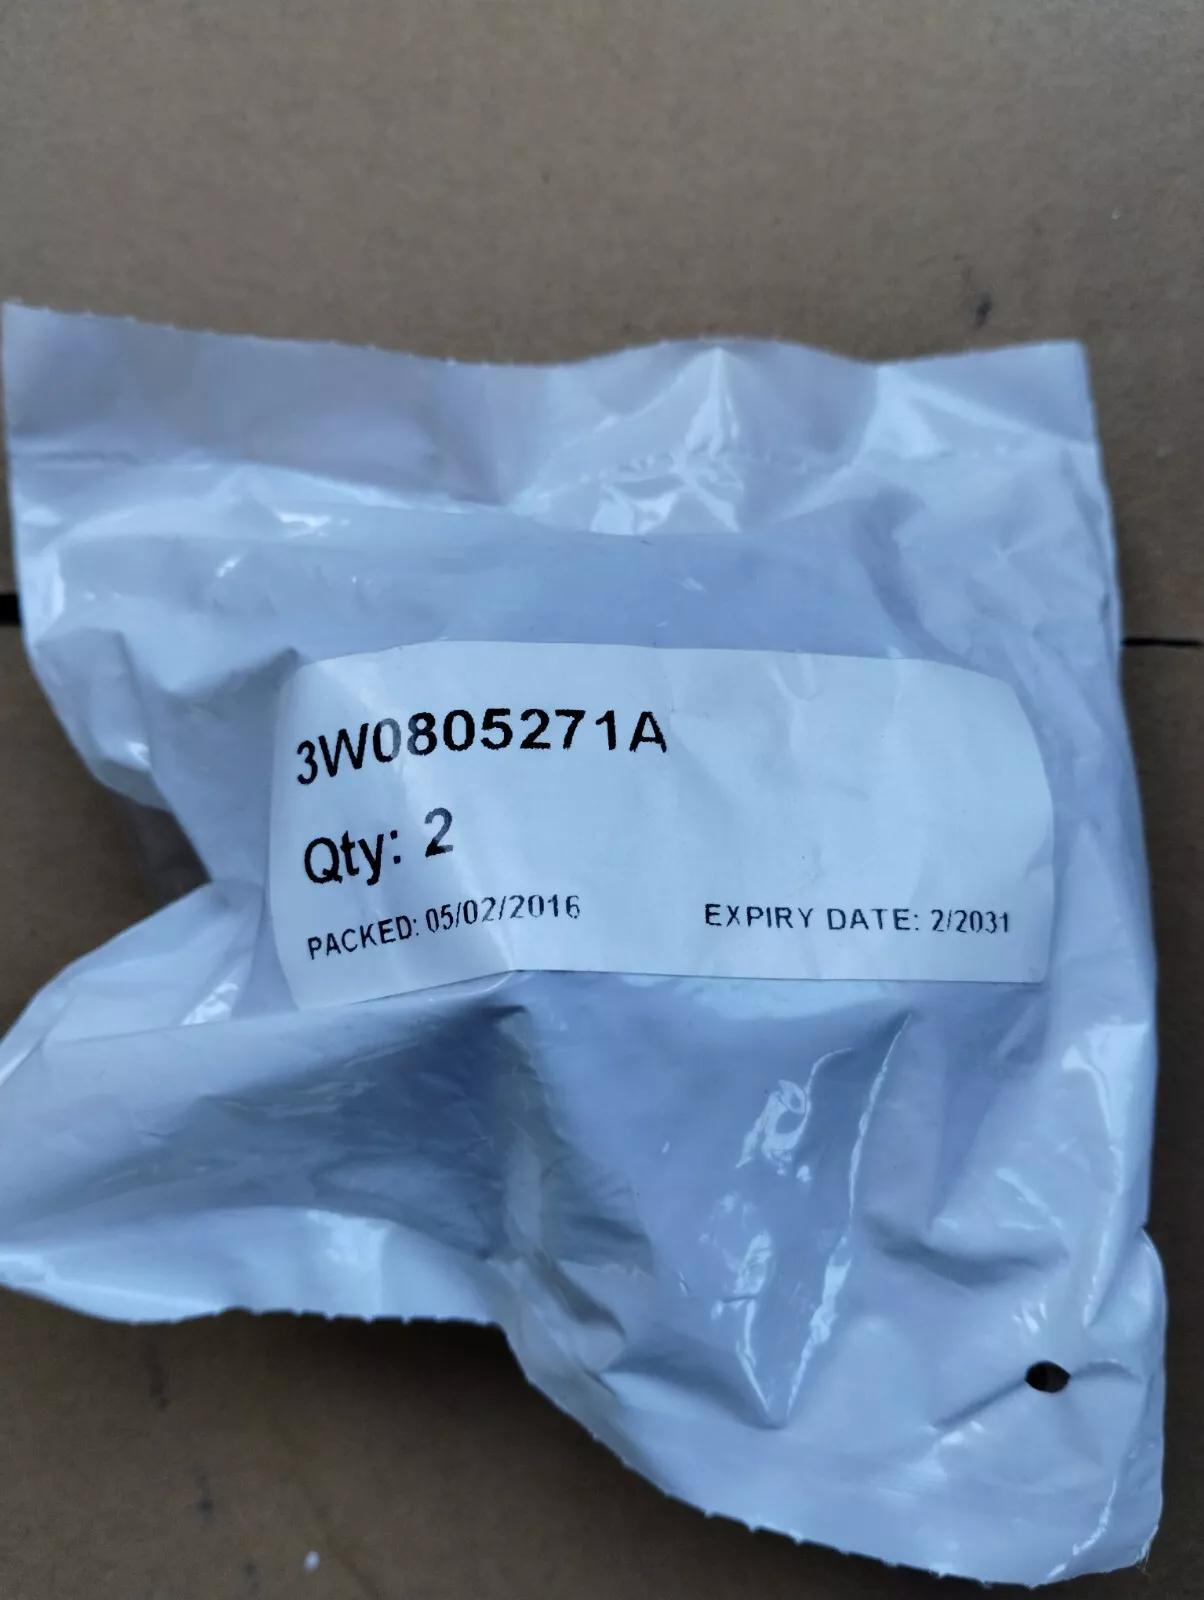 3W0805271A
Qty: 2
PACKED: 05/02/2016 EXPIRY DATE: 2/2031